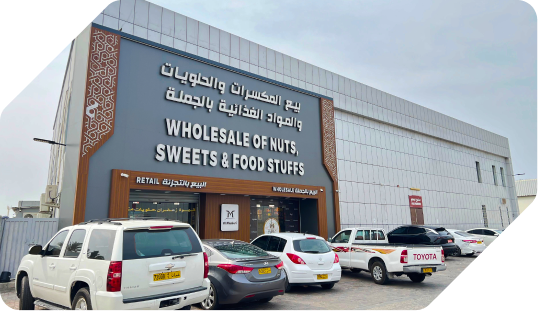 بيع المكسرات والحلويات
والمواد الغذائية بالجملة
WHOLESALE OF NUTS,
SWEETS & FOOD STUFFS
RETAIL البيع بالتجزئة
WHOLESALE البيع بالجملة
TOYOTA